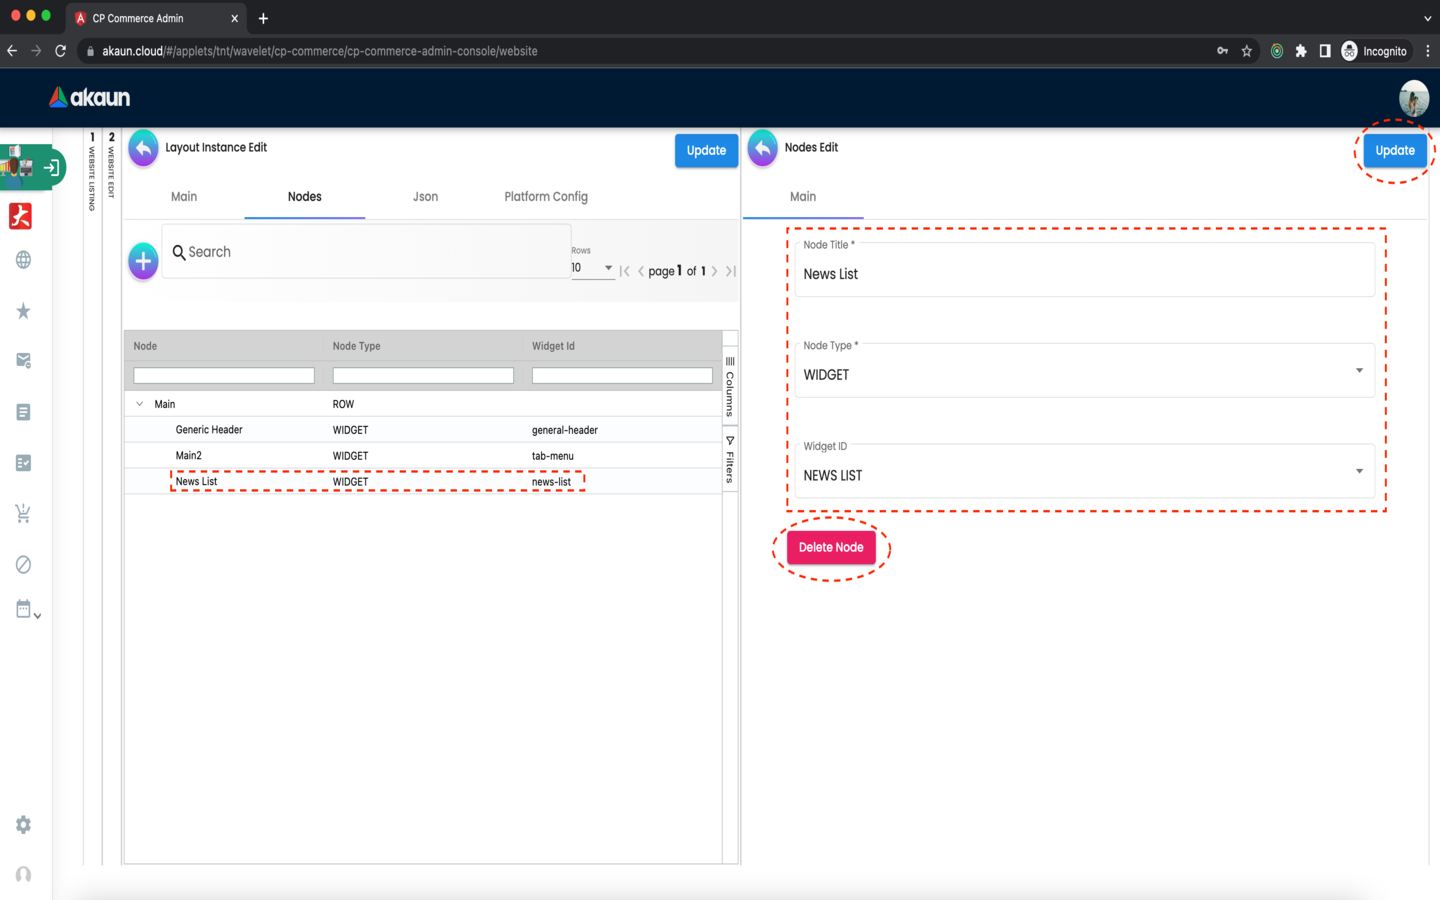 CP Commerce Admin
akaun.cloud/#/applets/tnt/wavelet/cp-commerce/cp-commerce-admin-console/website
Incognito
akaun
1 WEBSITE LISTING
2 WEBSITE EDIT
Layout Instance Edit
Update
Main
Nodes
Json
Platform Config
Search
Rows
10
page 1 of 1
Node
Node Type
Widget Id
Main
ROW
Generic Header
WIDGET
general-header
Main2
WIDGET
tab-menu
News List
WIDGET
news-list
Columns
Filters
Nodes Edit
Update
Main
Node Title *
News List
Node Type *
WIDGET
Widget ID
NEWS LIST
Delete Node